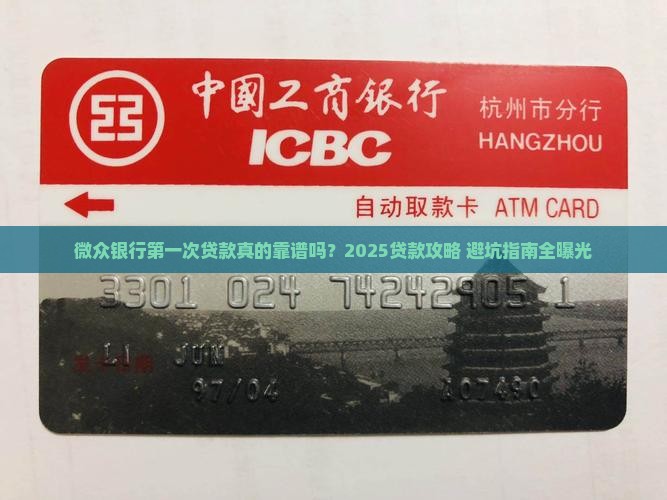 中國工商银行
ICBC
杭州市分行
HANGZHOU
自动取款卡 ATM CARD
微众银行第一次贷款真的靠谱吗？2025贷款攻略 避坑指南全曝光
3301 024 74242905 1
LI JUN
97/04
A07490